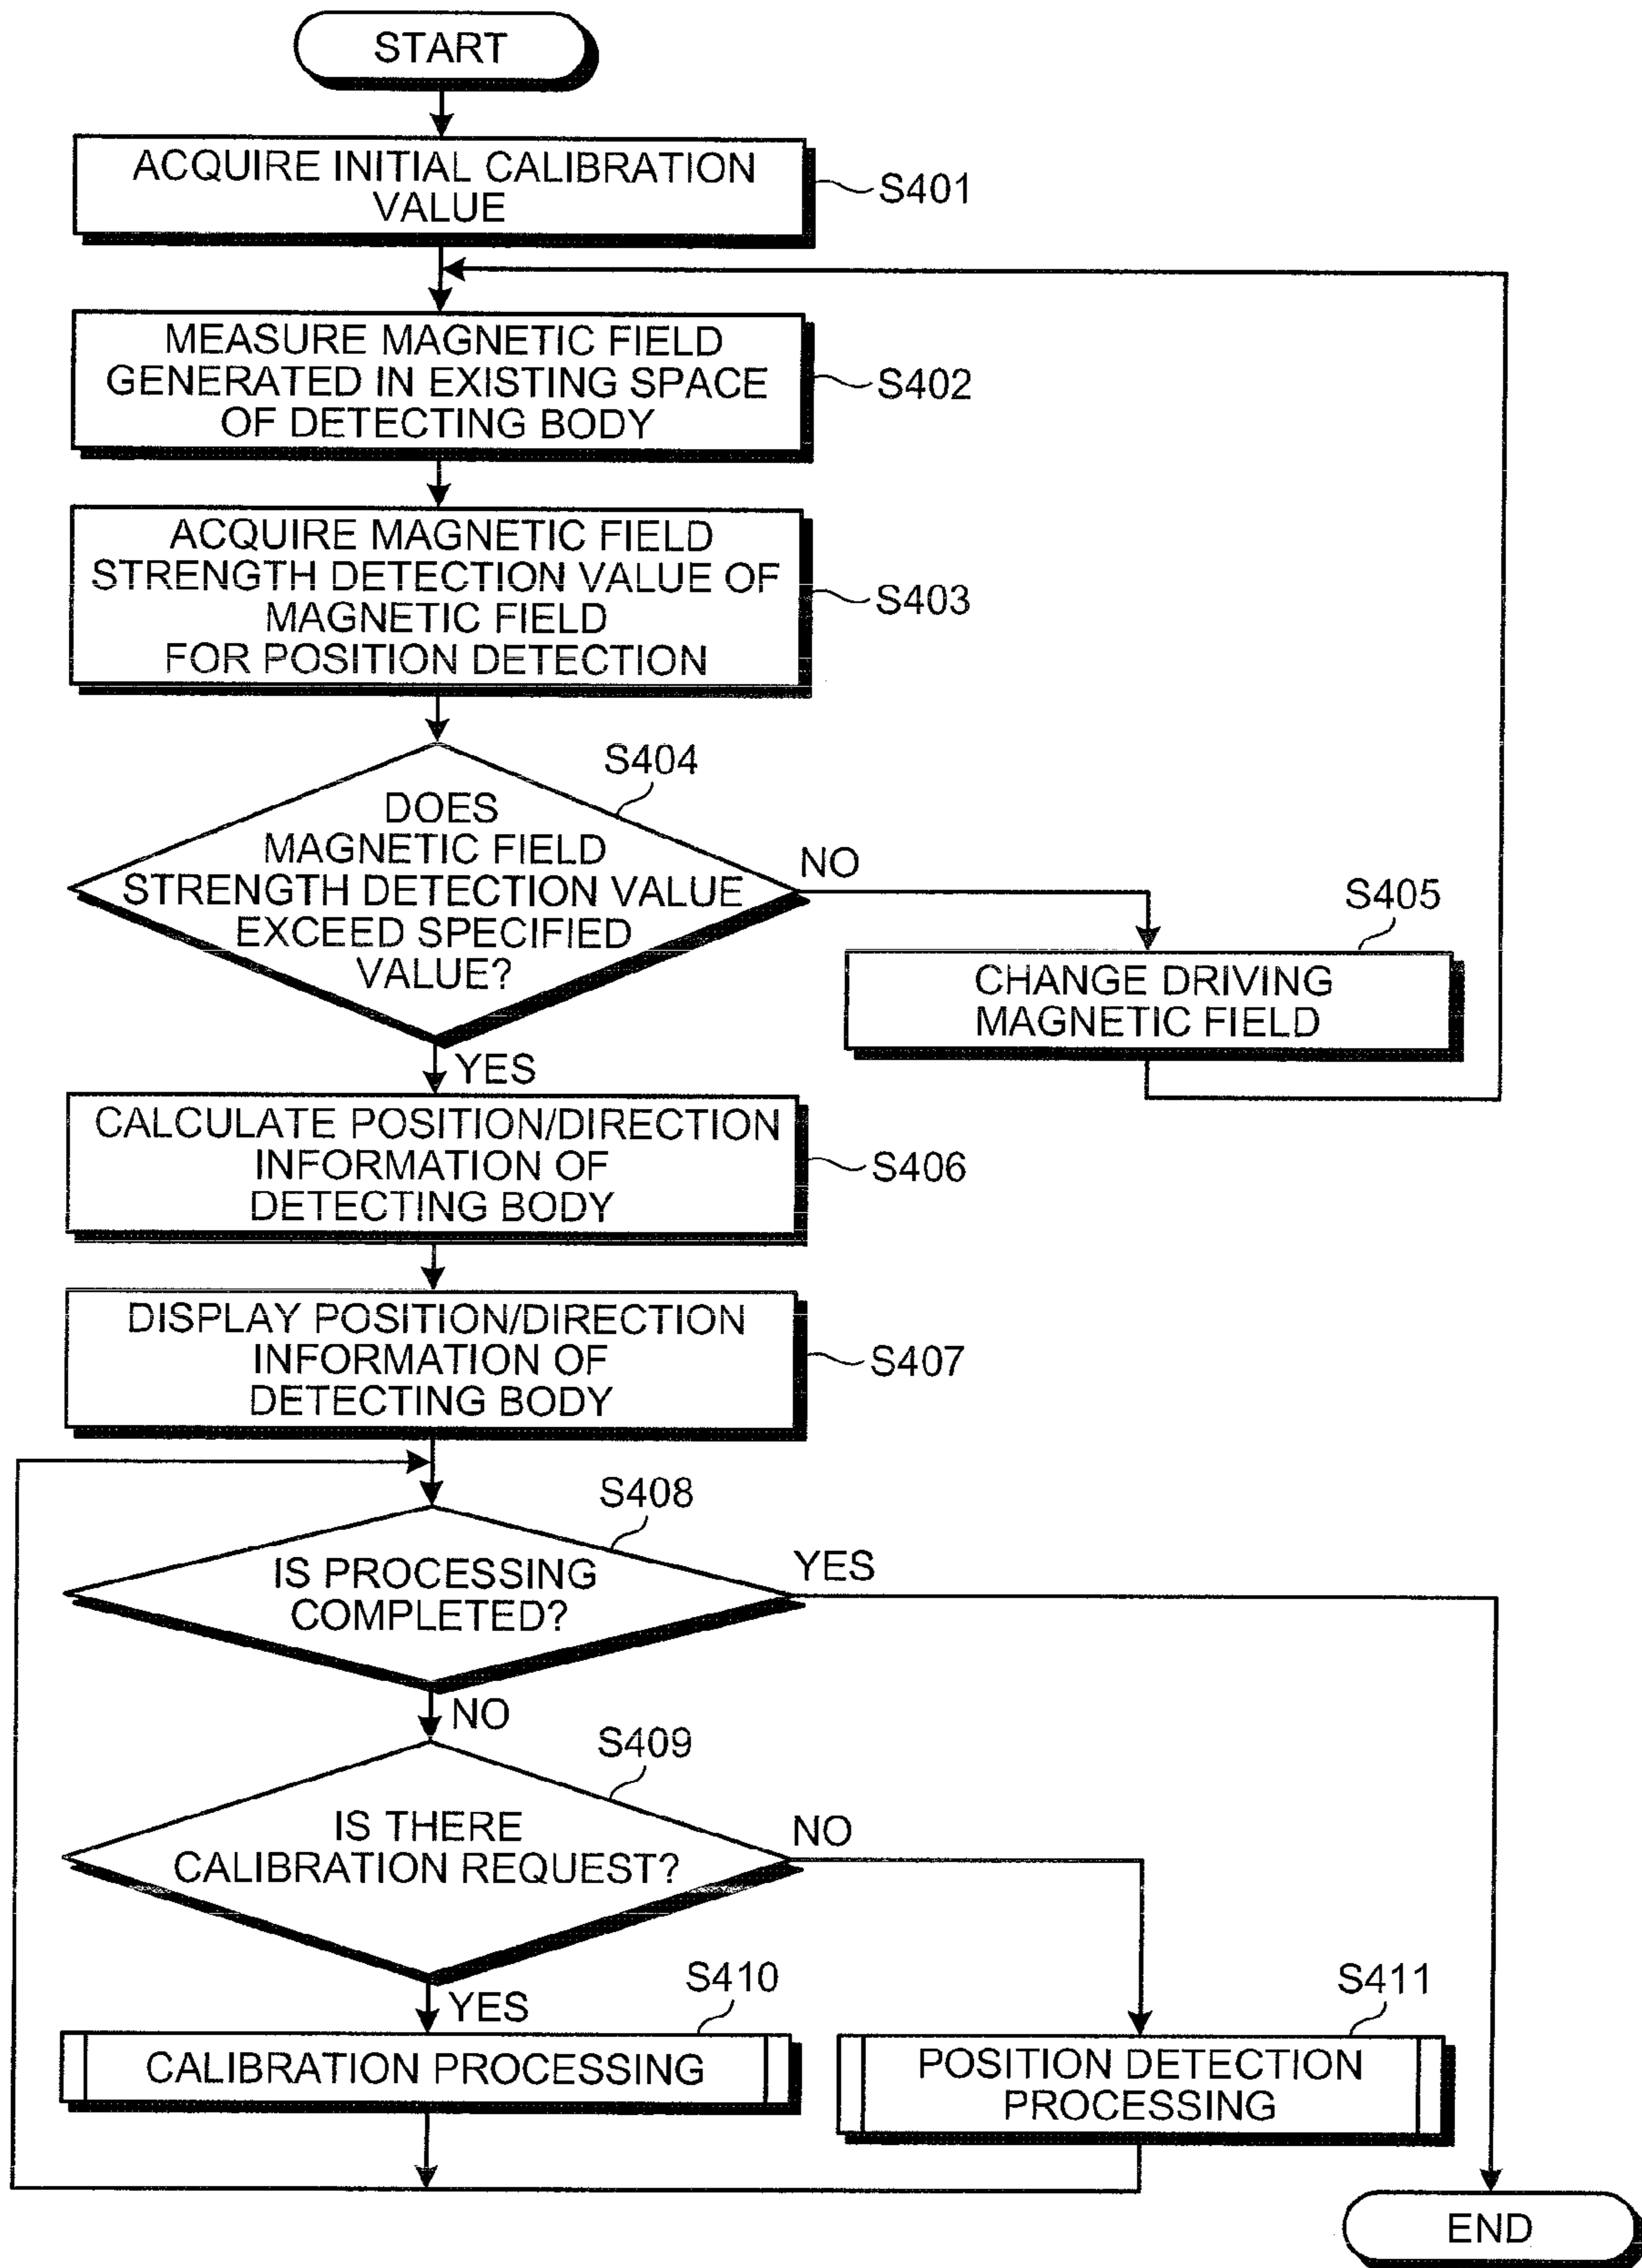 START
ACQUIRE INITIAL CALIBRATION
VALUE
S401
MEASURE MAGNETIC FIELD
GENERATED IN EXISTING SPACE
OF DETECTING BODY
S402
ACQUIRE MAGNETIC FIELD
STRENGTH DETECTION VALUE OF
MAGNETIC FIELD
FOR POSITION DETECTION
S403
S404
DOES
MAGNETIC FIELD
STRENGTH DETECTION VALUE
EXCEED SPECIFIED
VALUE?
NO
S405
CHANGE DRIVING
MAGNETIC FIELD
YES
CALCULATE POSITION/DIRECTION
INFORMATION OF
DETECTING BODY
S406
DISPLAY POSITION/DIRECTION
INFORMATION OF
DETECTING BODY
S407
S408
IS PROCESSING
COMPLETED?
YES
NO
S409
IS THERE
CALIBRATION REQUEST?
NO
YES
S410
CALIBRATION PROCESSING
S411
POSITION DETECTION
PROCESSING
END